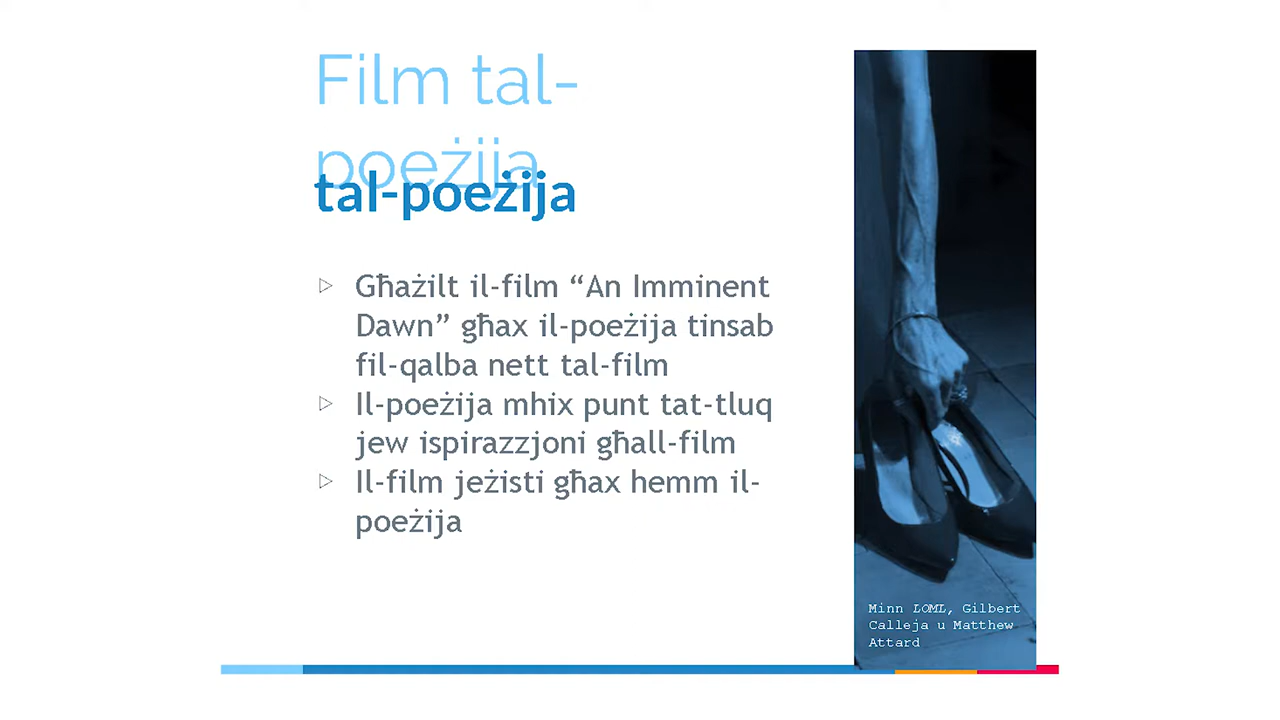 Film tal-
poeżija
tal-poeżija
Għażilt il-film “An Imminent
Dawn” għax il-poeżija tinsab
fil-qalba nett tal-film
Il-poeżija mhix punt tat-tluq
jew ispirazzjoni għall-film
Il-film jeżisti għax hemm il-
poeżija
Minn LOML, Gilbert
Calleja u Matthew
Attard